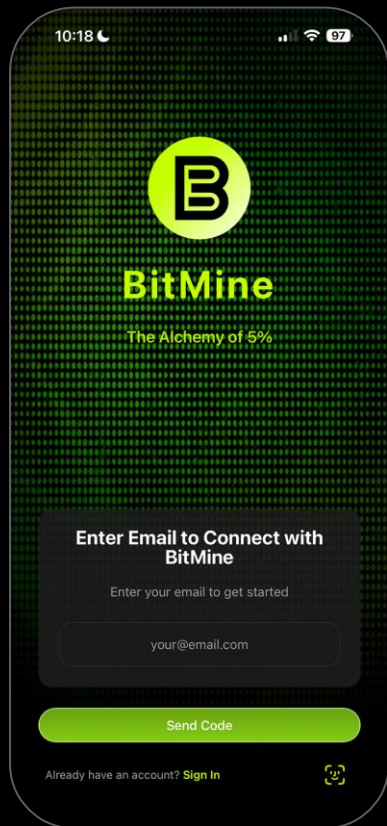 10:18
97
B
BitMine
The Alchemy of 5%
Enter Email to Connect with
BitMine
Enter your email to get started
your@email.com
Send Code
Already have an account? Sign In